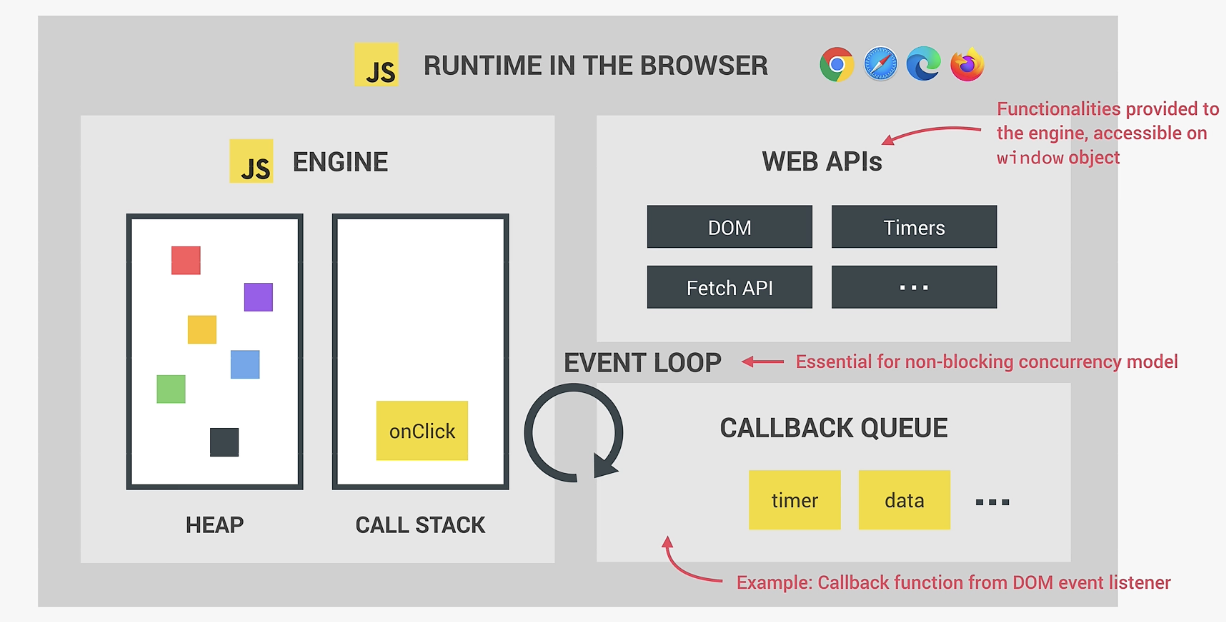 JS RUNTIME IN THE BROWSER
Functionalities provided to
the engine, accessible on
window object
JS ENGINE
WEB APIs
DOM
Timers
Fetch API
...
EVENT LOOP
Essential for non-blocking concurrency model
onClick
CALLBACK QUEUE
timer
data
...
HEAP
CALL STACK
Example: Callback function from DOM event listener